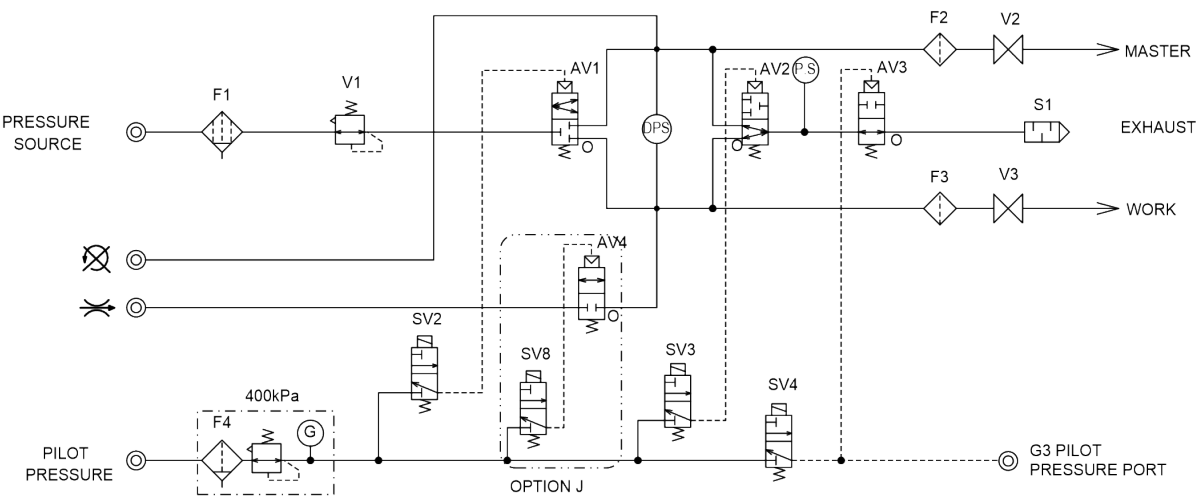 F2
V2
MASTER
AV1
AV2
P.S
AV3
V1
F1
PRESSURE
SOURCE
DPS
S1
EXHAUST
O
O
O
F3
V3
WORK
AV4
O
SV2
SV8
SV3
SV4
400kPa
F4
G
PILOT
PRESSURE
G3 PILOT
PRESSURE PORT
OPTION J